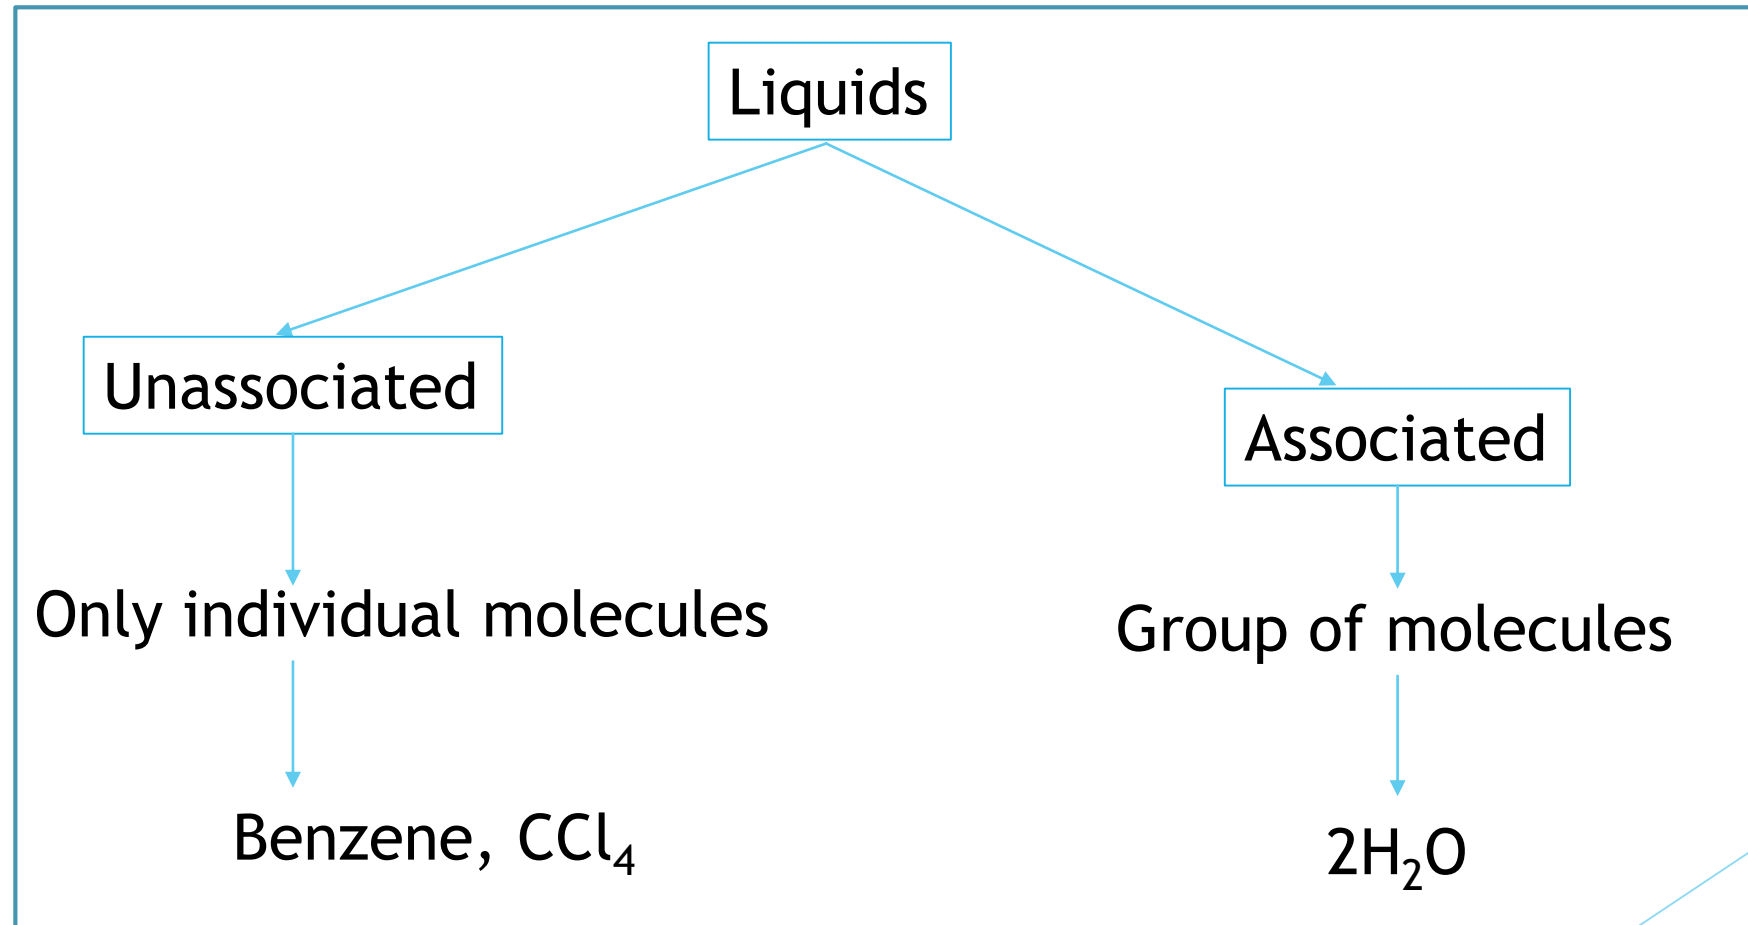 Liquids
Unassociated
Associated
Only individual molecules
Group of molecules
Benzene, CCl₄
2H₂O